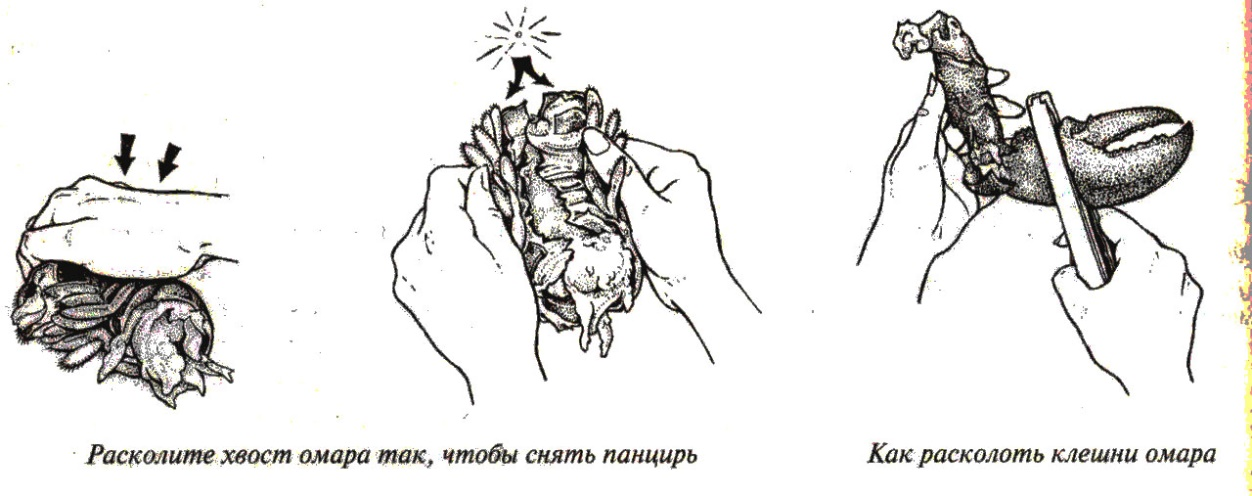 Расколите хвост омара так, чтобы снять панцирь
Как расколоть клешни омара